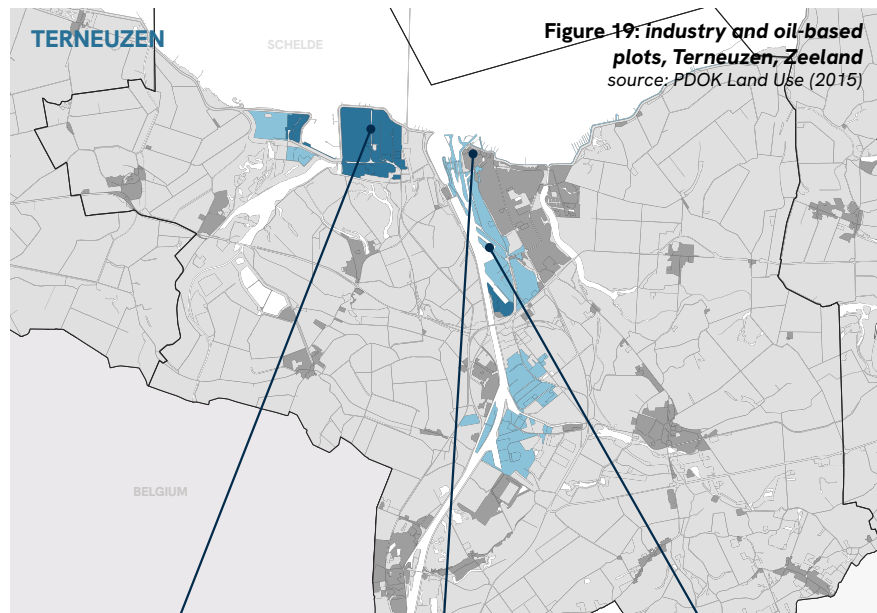 TERNEUZEN
SCHELDE
Figure 19: industry and oil-based
plots, Terneuzen, Zeeland
source: PDOK Land Use (2015)
BELGIUM